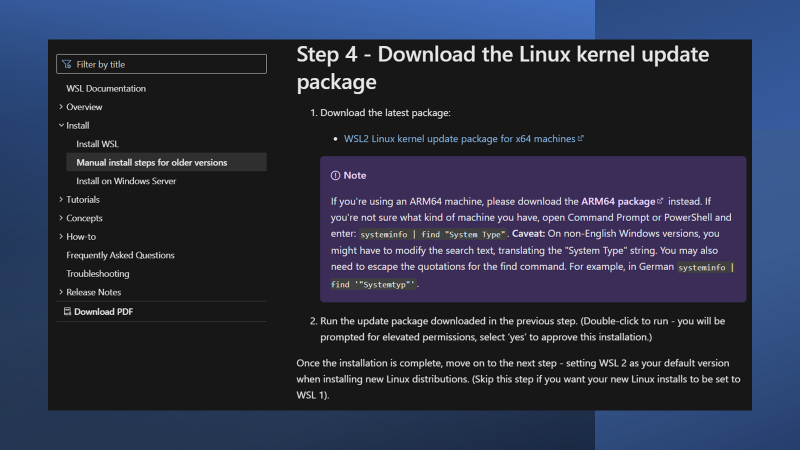 Filter by title
WSL Documentation
Overview
Install
Install WSL
Manual install steps for older versions
Install on Windows Server
Tutorials
Concepts
How-to
Frequently Asked Questions
Troubleshooting
Release Notes
Download PDF
Step 4 - Download the Linux kernel update
package
1. Download the latest package:
• WSL2 Linux kernel update package for x64 machines
Note
If you're using an ARM64 machine, please download the ARM64 package instead. If
you're not sure what kind of machine you have, open Command Prompt or PowerShell and
enter: systeminfo | find "System Type". Caveat: On non-English Windows versions, you
might have to modify the search text, translating the "System Type" string. You may also
need to escape the quotations for the find command. For example, in German systeminfo |
find '"Systemtyp"'.
2. Run the update package downloaded in the previous step. (Double-click to run - you will be
prompted for elevated permissions, select 'yes' to approve this installation.)
Once the installation is complete, move on to the next step - setting WSL 2 as your default version
when installing new Linux distributions. (Skip this step if you want your new Linux installs to be set to
WSL 1).